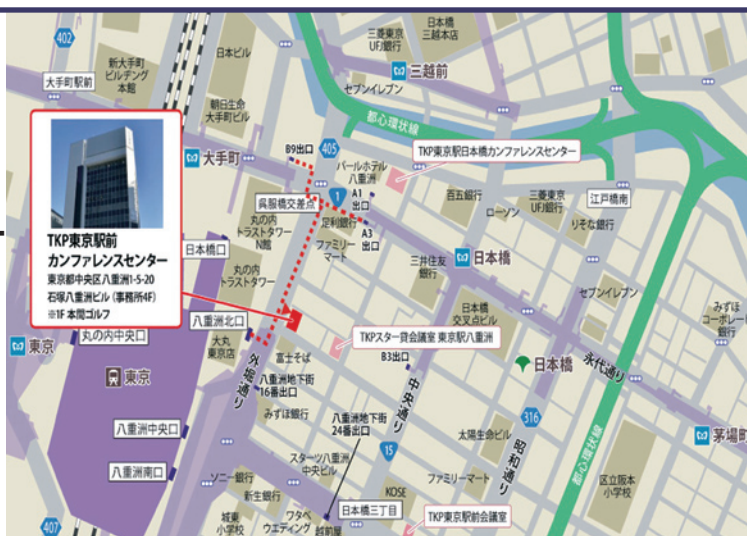 402
新大手町
ビルヂング
本館
日本ビル
大手町駅前
朝日生命
大手町ビル
三菱東京
UFJ銀行
日本橋
三越本店
三越前
セブンイレブン
都心環状線
大手町
B9出口
405
パールホテル
八重洲
TKP東京駅日本橋カンファレンスセンター
1
A1
出口
呉服橋交差点
足利銀行
A3
出口
ファミリー
マート
百五銀行
ローソン
三菱東京
UFJ銀行
りそな銀行
江戸橋南
丸の内
トラストタワー
N館
日本橋口
丸の内
トラストタワー
TKP東京駅前
カンファレンスセンター
東京都中央区八重洲1-5-20
石塚八重洲ビル (事務所4F)
※1F 本間ゴルフ
三井住友
銀行
日本橋
セブンイレブン
みずほ
コーポレート
銀行
日本橋
交叉点ビル
八重洲北口
大丸
東京店
丸の内中央口
東京
東京
外堀通り
富士そば
TKPスター貸会議室 東京駅八重洲
B3出口
中央通り
日本橋
永代通り
八重洲地下街
16番出口
みずほ銀行
八重洲地下街
24番出口
316
昭和通り
茅場町
八重洲中央口
八重洲南口
太陽生命ビル
15
スターツ八重洲
中央ビル
都心環状線
ソニー銀行
新生銀行
ファミリーマート
区立阪本
小学校
KOSE
日本橋三丁目
407
城東
小学校
ワタベ
ウエディング
越前屋
TKP東京駅前会議室